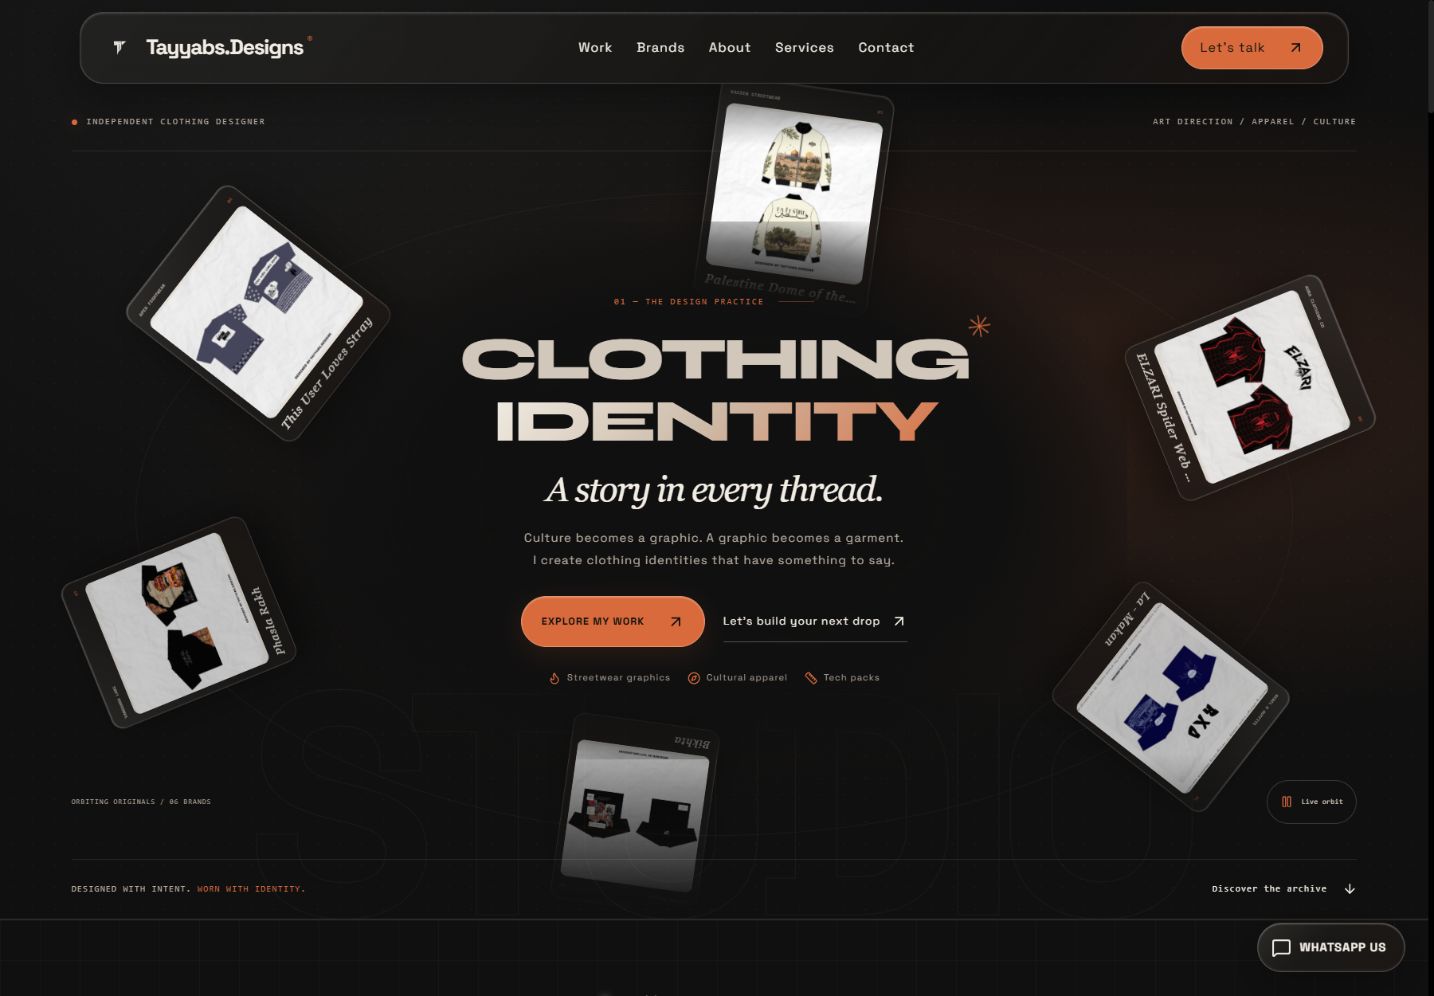 Tayyabs.Designs
Work
Brands
About
Services
Contact
Let's talk
INDEPENDENT CLOTHING DESIGNER
ART DIRECTION / APPAREL / CULTURE
Palestine Dome of the...
This User Loves Stray
ELZARI
ELZARI Spider Web ...
01 — THE DESIGN PRACTICE
CLOTHING
IDENTITY
A story in every thread.
Culture becomes a graphic. A graphic becomes a garment.
I create clothing identities that have something to say.
EXPLORE MY WORK
Let's build your next drop
Streetwear graphics
Cultural apparel
Tech packs
Phasla Rakh
La - Makan
Bikhta
STUDIO
ORBITING ORIGINALS / 06 BRANDS
Live orbit
DESIGNED WITH INTENT. WORN WITH IDENTITY.
Discover the archive
WHATSAPP US